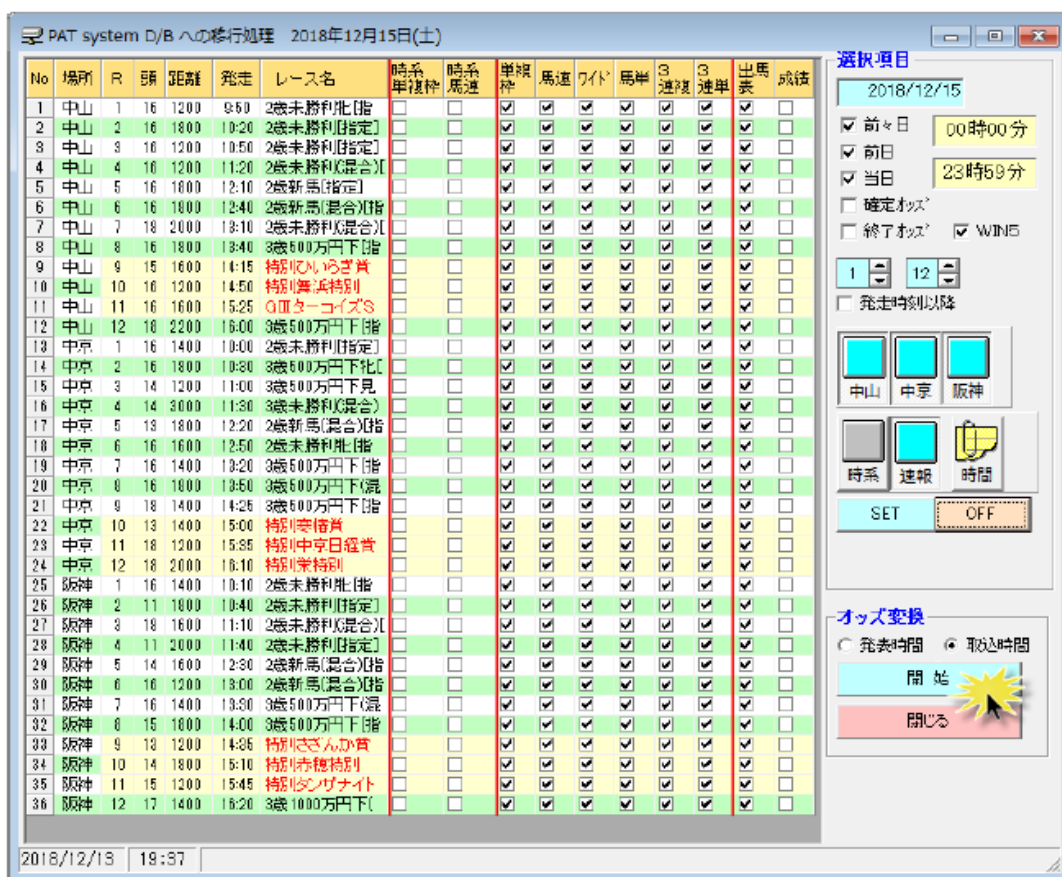 PAT system D/B への移行処理 2018年12月15日(土)
No 場所 R 頭 距離 発走 レース名 時系単複枠 時系馬連 単複枠 馬連 ワイド 馬単 3連複 3連単 出馬表 成績
1 中山 1 16 1200 9:50 2歳未勝利牝[指
2 中山 2 16 1800 10:20 2歳未勝利[指定]
3 中山 3 16 1200 10:50 2歳未勝利[指定]
4 中山 4 16 1200 11:20 2歳未勝利(混合)[
5 中山 5 16 1800 12:10 2歳新馬[指定]
6 中山 6 16 1800 12:40 2歳新馬(混合)[指
7 中山 7 18 2000 13:10 2歳未勝利(混合)[
8 中山 8 16 1800 13:40 3歳500万円下[指
9 中山 9 15 1600 14:15 特別ひいらぎ賞
10 中山 10 16 1200 14:50 特別舞浜特別
11 中山 11 16 1600 15:25 GⅢターコイズS
12 中山 12 18 2200 16:00 3歳500万円下[指
13 中京 1 16 1400 10:00 2歳未勝利[指定]
14 中京 2 16 1800 10:30 3歳500万円下牝[
15 中京 3 14 1200 11:00 3歳500万円下見
16 中京 4 14 3000 11:30 3歳未勝利(混合)
17 中京 5 13 1800 12:20 2歳新馬(混合)[指
18 中京 6 16 1600 12:50 2歳未勝利牝[指
19 中京 7 16 1400 13:20 3歳500万円下[指
20 中京 8 16 1800 13:50 3歳500万円下(混
21 中京 9 18 1400 14:25 3歳500万円下[指
22 中京 10 13 1400 15:00 特別寒椿賞
23 中京 11 18 1200 15:35 特別中京日経賞
24 中京 12 18 2000 16:10 特別栄特別
25 阪神 1 16 1400 10:10 2歳未勝利牝[指
26 阪神 2 11 1800 10:40 2歳未勝利[指定]
27 阪神 3 18 1600 11:10 2歳未勝利(混合)[
28 阪神 4 11 2000 11:40 2歳未勝利[指定]
29 阪神 5 14 1600 12:30 2歳新馬(混合)[指
30 阪神 6 16 1200 13:00 2歳新馬(混合)[指
31 阪神 7 16 1400 13:30 3歳500万円下(混
32 阪神 8 15 1800 14:00 3歳500万円下[指
33 阪神 9 13 1200 14:35 特別さざんか賞
34 阪神 10 14 1800 15:10 特別赤穂特別
35 阪神 11 15 1200 15:45 特別タンザナイト
36 阪神 12 17 1400 16:20 3歳1000万円下(
2018/12/13 19:37
選択項目
2018/12/15
前々日 00時00分
前日
当日 23時59分
確定オッズ
終了オッズ WIN5
1 12
発走時刻以降
中山 中京 阪神
時系 速報 時間
SET OFF
オッズ変換
発表時間 取込時間
開 始
閉じる